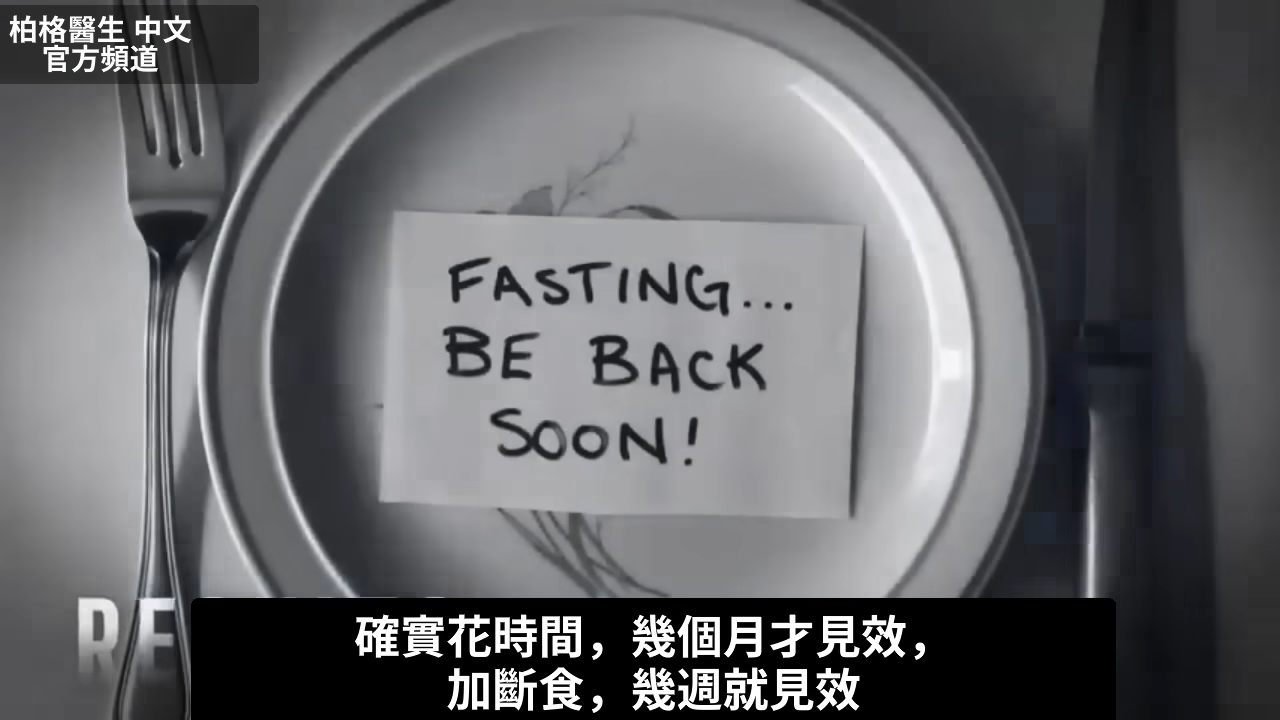 柏格醫生 中文
官方頻道
FASTING...
BE BACK
SOON!
確實花時間，幾個月才見效，
加斷食，幾週就見效